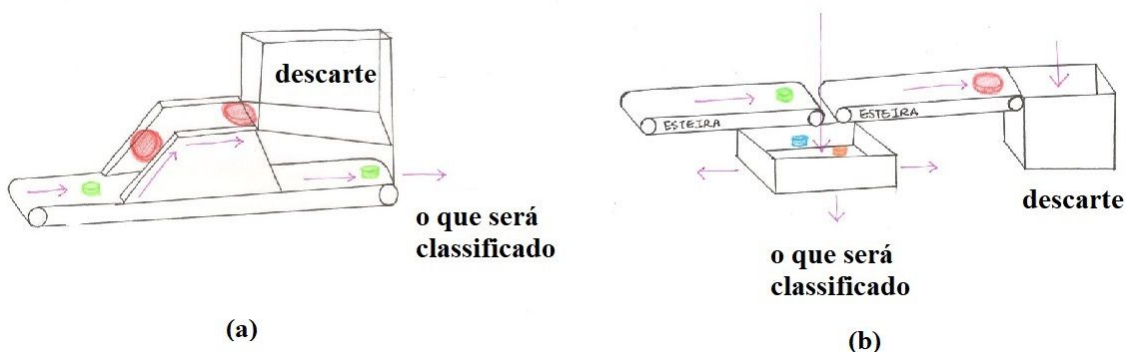 descarte
o que será
classificado
(a)
ESTEIRA
ESTEIRA
descarte
o que será
classificado
(b)